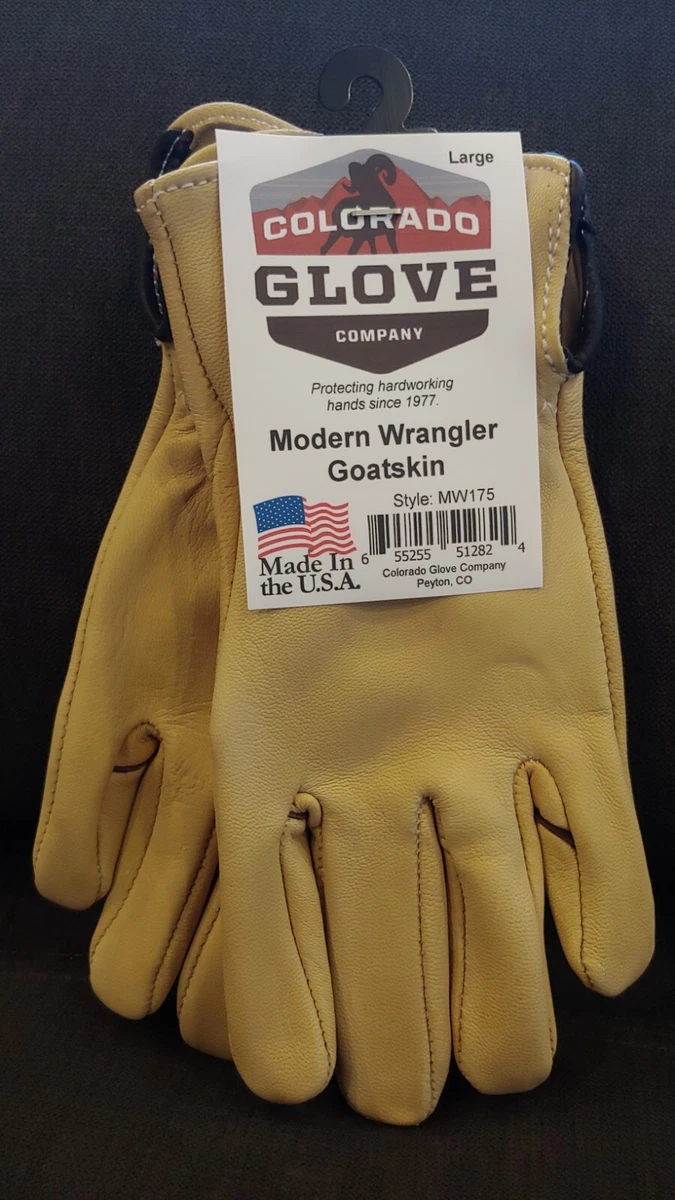 Large
COLORADO
GLOVE
COMPANY
Protecting hardworking
hands since 1977.
Modern Wrangler
Goatskin
Style: MW175
Made In
the U.S.A.
6 55255 51282 4
Colorado Glove Company
Peyton, CO